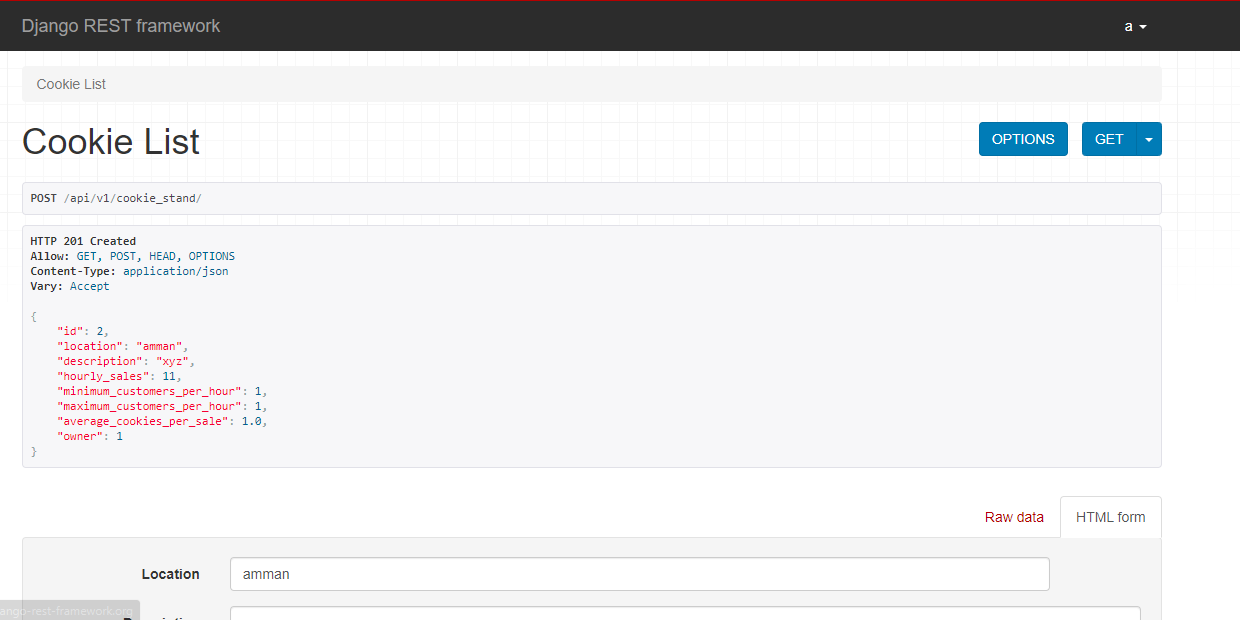 Django REST framework
a
Cookie List
Cookie List
OPTIONS
GET
POST /api/v1/cookie_stand/
HTTP 201 Created
Allow: GET, POST, HEAD, OPTIONS
Content-Type: application/json
Vary: Accept
{
    "id": 2,
    "location": "amman",
    "description": "xyz",
    "hourly_sales": 11,
    "minimum_customers_per_hour": 1,
    "maximum_customers_per_hour": 1,
    "average_cookies_per_sale": 1.0,
    "owner": 1
}
Raw data
HTML form
Location
amman
ango-rest-framework.org